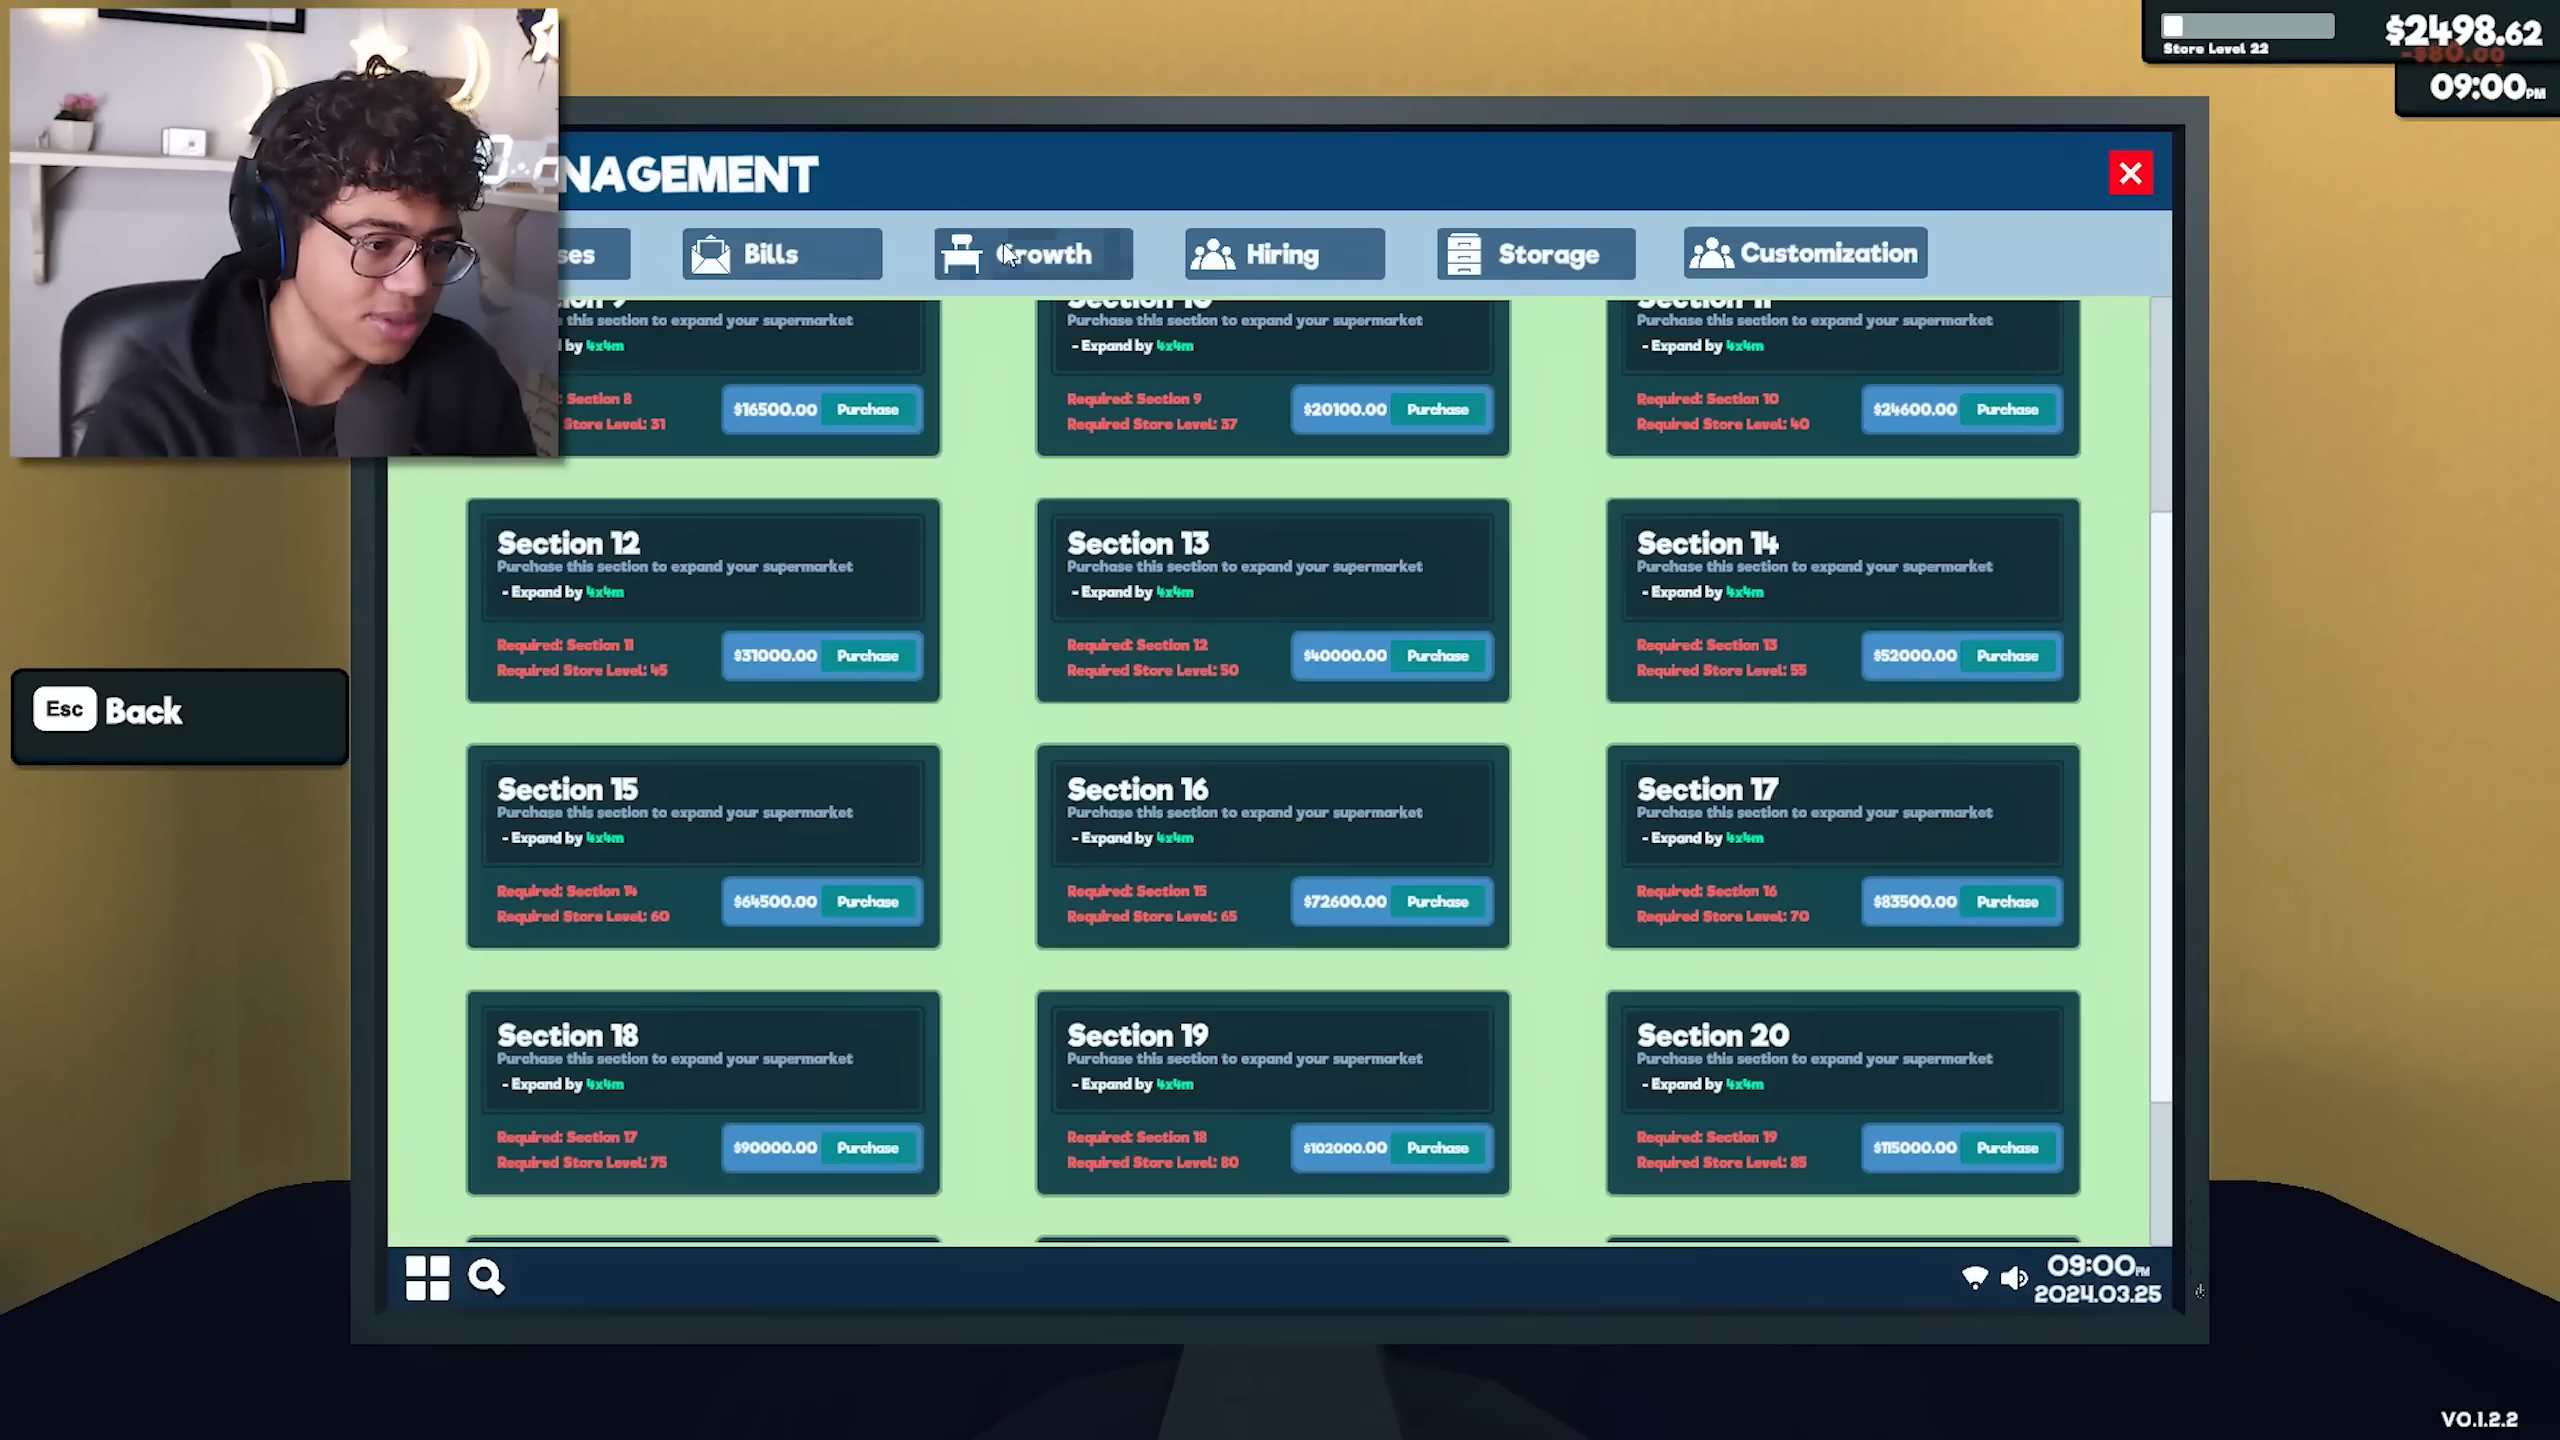 $2498.62
-$80.00
Store Level 22
09:00PM
NAGEMENT
ses
Bills
Growth
Hiring
Storage
Customization
this section to expand your supermarket
by 4x4m
Section 8
Store Level: 31
$16500.00 Purchase
Section 10
Purchase this section to expand your supermarket
- Expand by 4x4m
Required: Section 9
Required Store Level: 37
$20100.00 Purchase
Section 11
Purchase this section to expand your supermarket
- Expand by 4x4m
Required: Section 10
Required Store Level: 40
$24600.00 Purchase
Section 12
Purchase this section to expand your supermarket
- Expand by 4x4m
Required: Section 11
Required Store Level: 45
$31000.00 Purchase
Section 13
Purchase this section to expand your supermarket
- Expand by 4x4m
Required: Section 12
Required Store Level: 50
$40000.00 Purchase
Section 14
Purchase this section to expand your supermarket
- Expand by 4x4m
Required: Section 13
Required Store Level: 55
$52000.00 Purchase
Esc Back
Section 15
Purchase this section to expand your supermarket
- Expand by 4x4m
Required: Section 14
Required Store Level: 60
$64500.00 Purchase
Section 16
Purchase this section to expand your supermarket
- Expand by 4x4m
Required: Section 15
Required Store Level: 65
$72600.00 Purchase
Section 17
Purchase this section to expand your supermarket
- Expand by 4x4m
Required: Section 16
Required Store Level: 70
$83500.00 Purchase
Section 18
Purchase this section to expand your supermarket
- Expand by 4x4m
Required: Section 17
Required Store Level: 75
$90000.00 Purchase
Section 19
Purchase this section to expand your supermarket
- Expand by 4x4m
Required: Section 18
Required Store Level: 80
$102000.00 Purchase
Section 20
Purchase this section to expand your supermarket
- Expand by 4x4m
Required: Section 19
Required Store Level: 85
$115000.00 Purchase
09:00PM
2024.03.25
V0.1.2.2